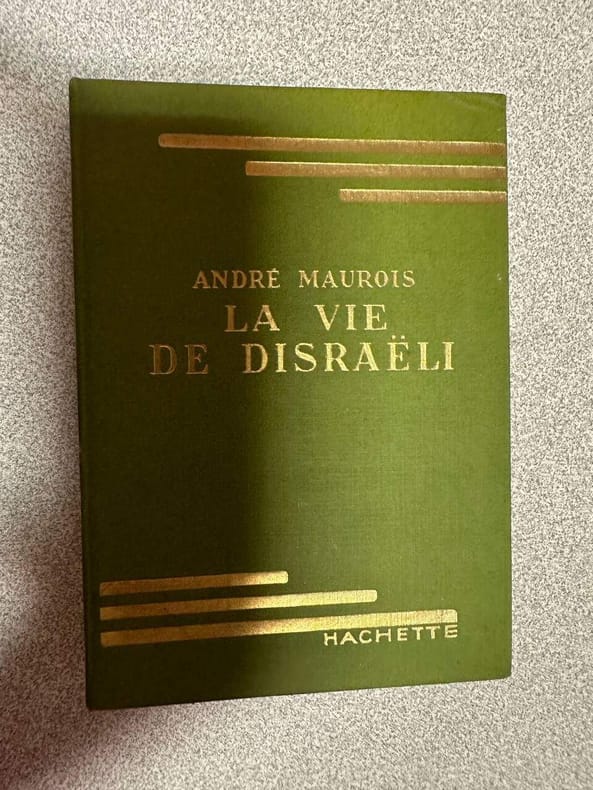 ANDRÉ MAUROIS
LA VIE
DE DISRAËLI
HACHETTE